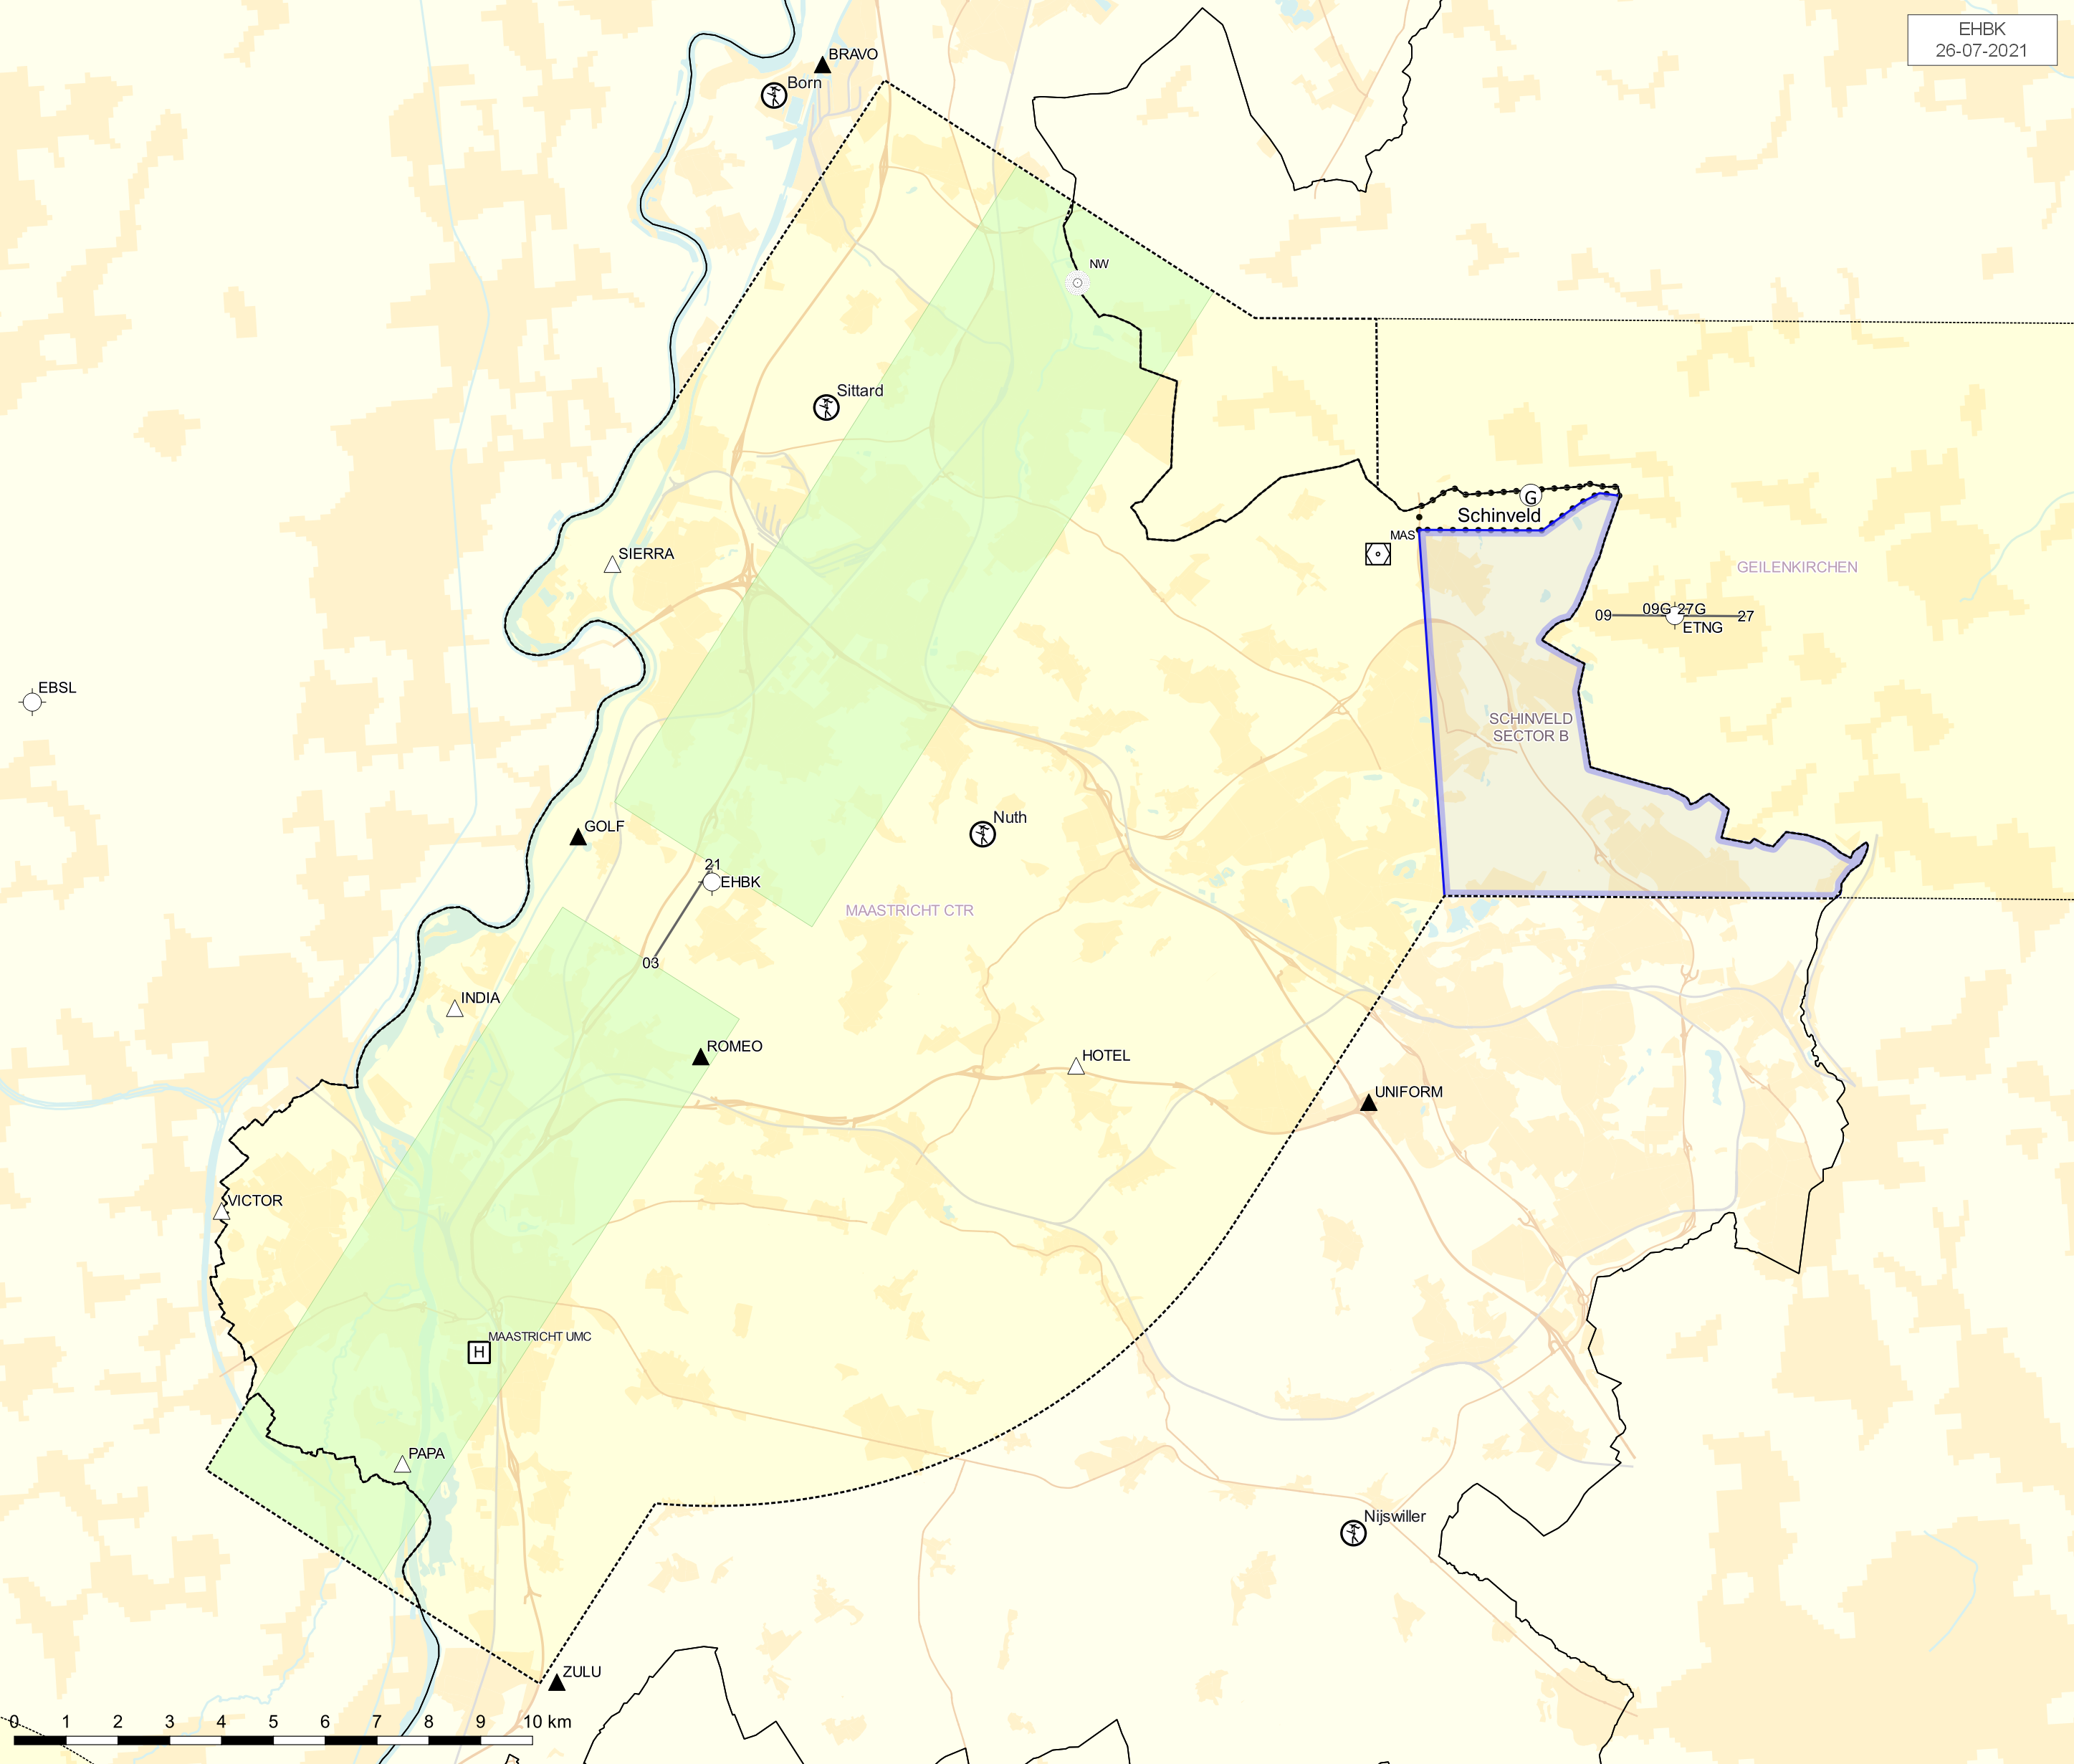 EHBK
26-07-2021
BRAVO
Born
NW
Sittard
G
Schinveld
MAS
SIERRA
GEILENKIRCHEN
09
09G 27G
27
ETNG
EBSL
SCHINVELD
SECTOR B
GOLF
Nuth
21
EHBK
MAASTRICHT CTR
03
INDIA
ROMEO
HOTEL
UNIFORM
VICTOR
MAASTRICHT UMC
H
PAPA
Nijswiller
ZULU
0 1 2 3 4 5 6 7 8 9 10 km